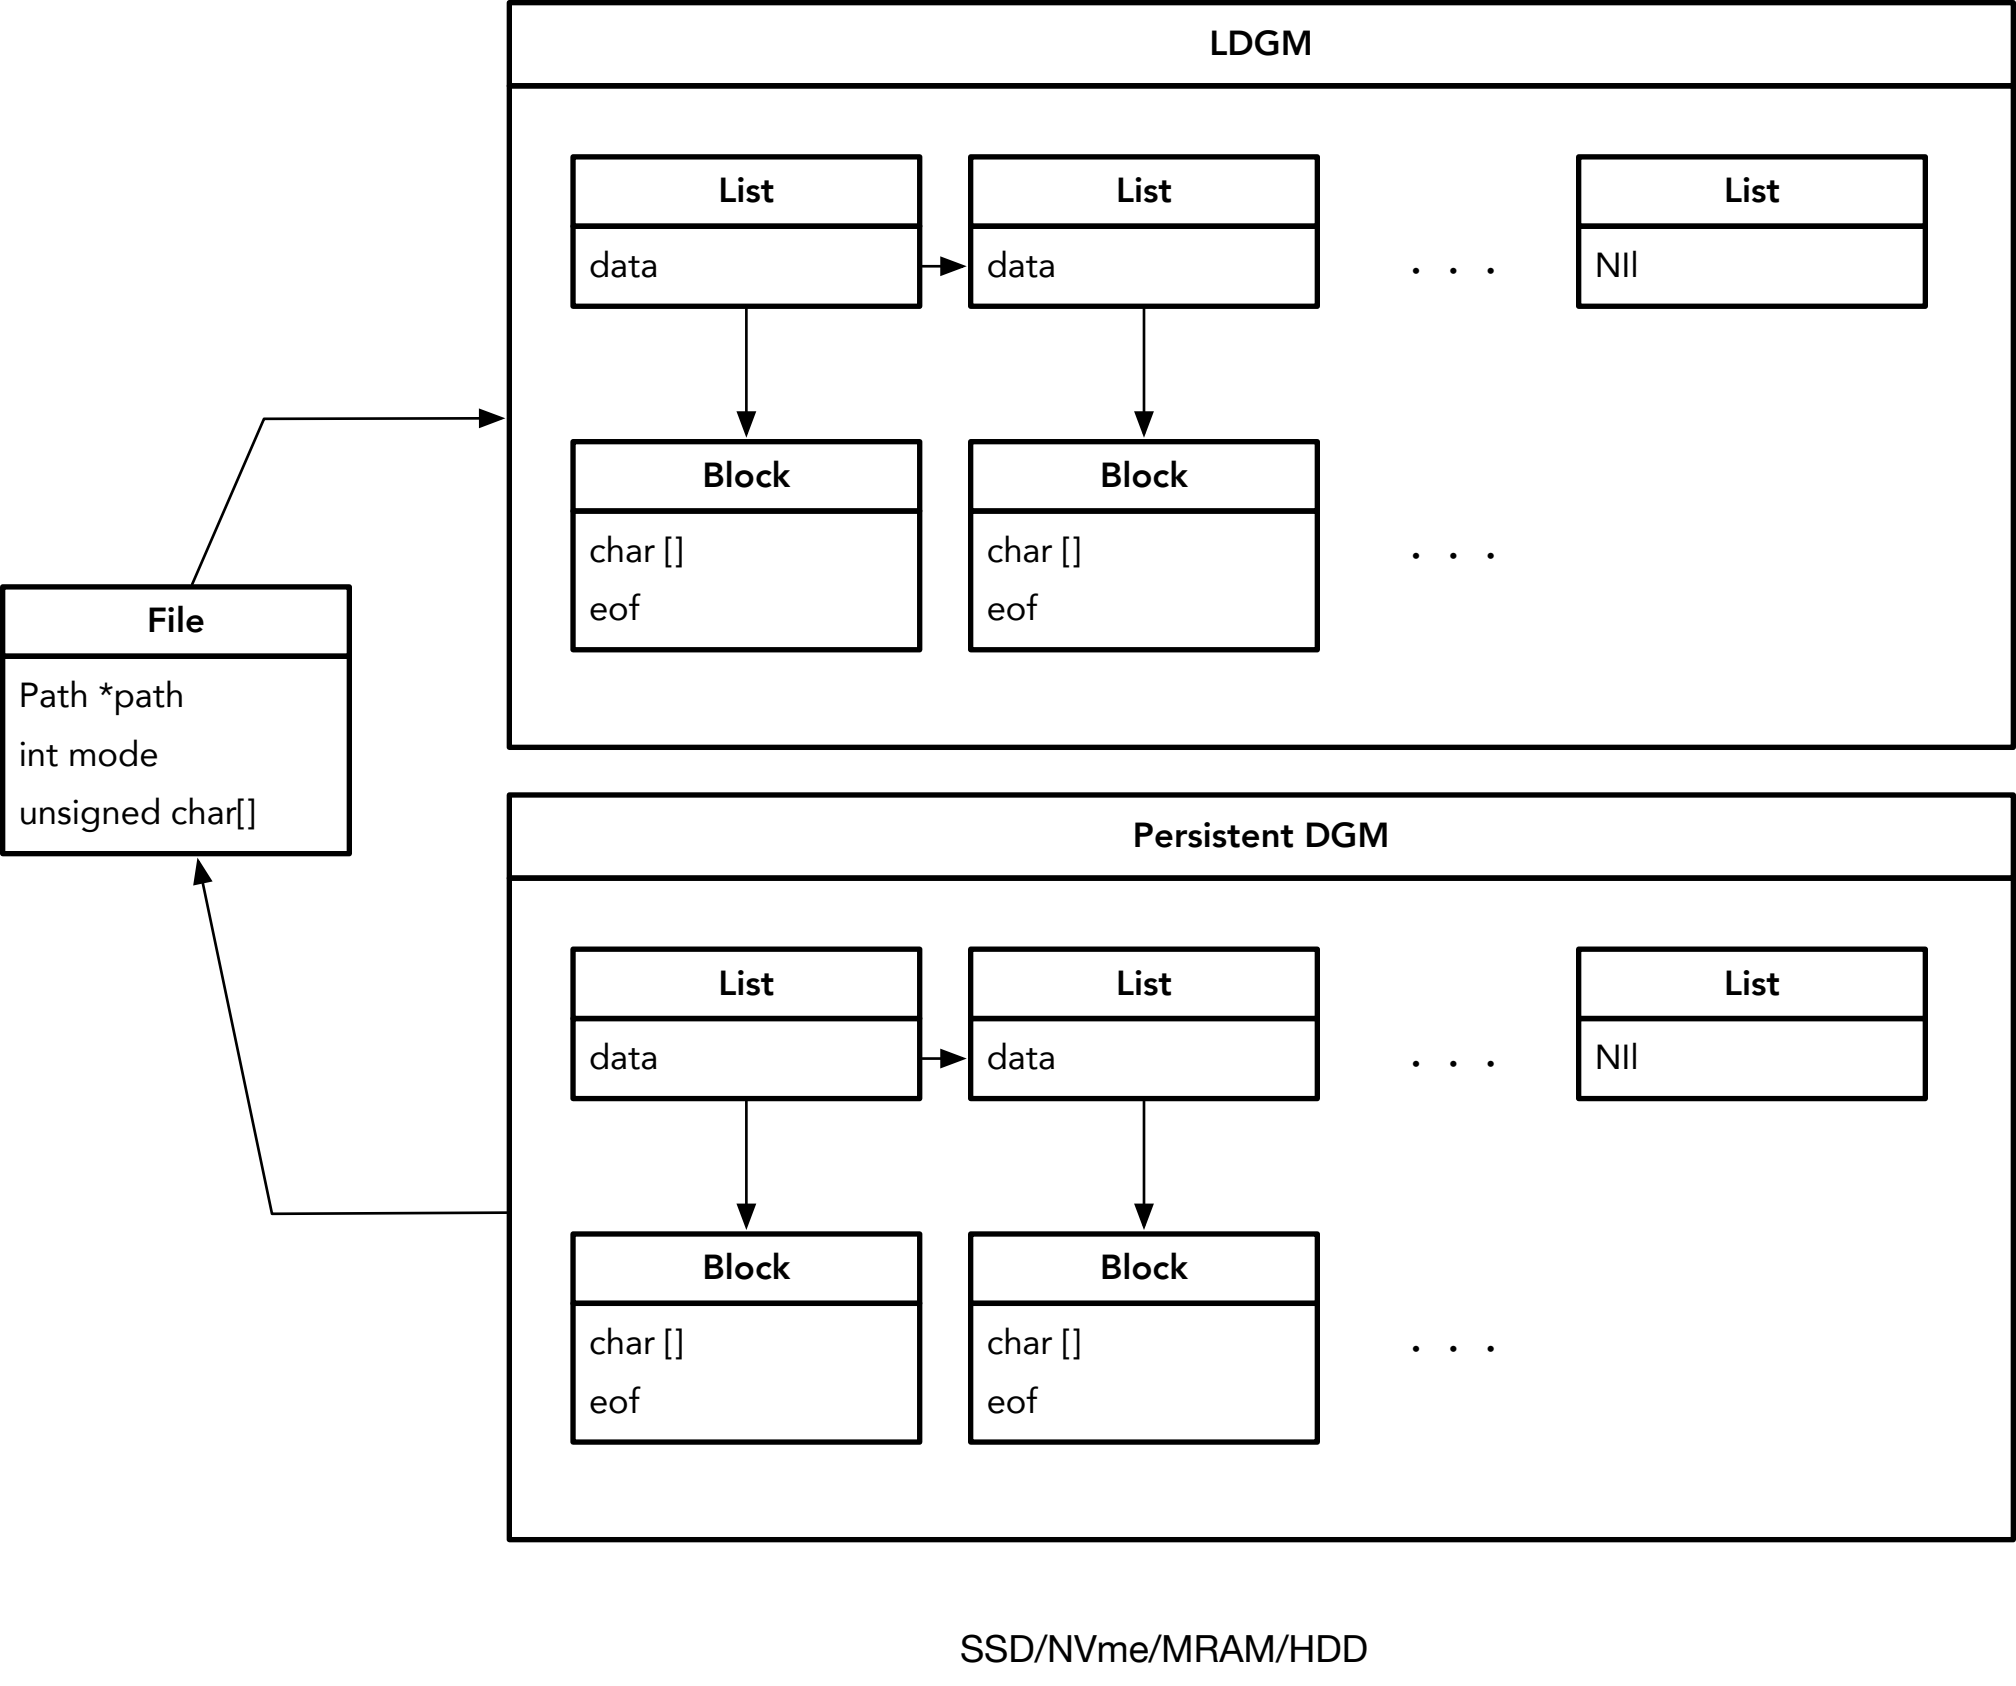 LDGM
List
List
List
data
data
. . .
NIl
Block
Block
char []
char []
. . .
eof
eof
File
Path *path
int mode
unsigned char[]
Persistent DGM
List
List
List
data
data
. . .
NIl
Block
Block
char []
char []
. . .
eof
eof
SSD/NVme/MRAM/HDD